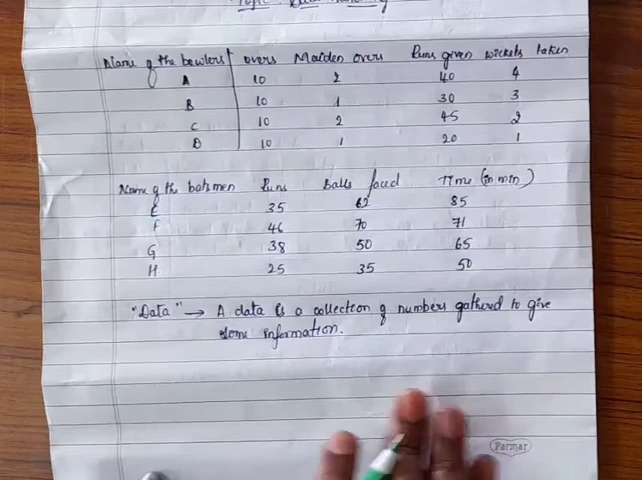 Topic
Name of the bowlers overs Maiden overs Runs given wickets taken
A 10 2 40 4
B 10 1 30 3
C 10 2 45 2
D 10 1 20 1
Name of the batsmen Runs Balls faced Time (in min)
E 35 62 85
F 46 70 71
G 38 50 65
H 25 35 50
"Data" → A data is a collection of numbers gathered to give
some information.
Parmar